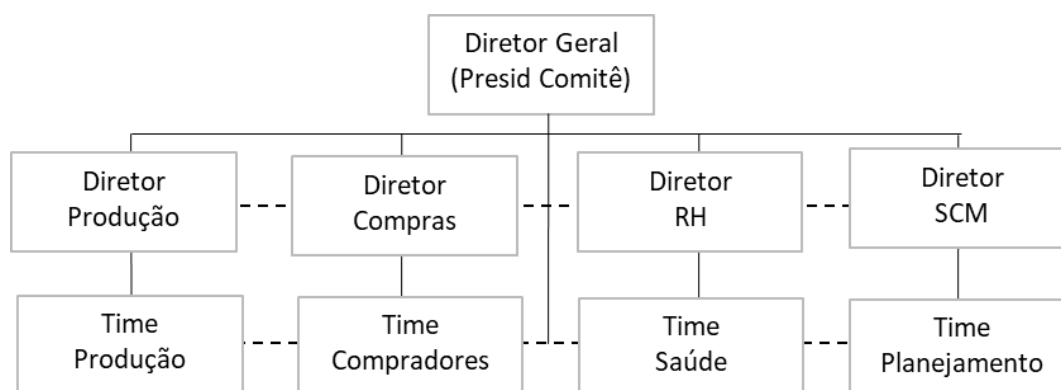 Diretor Geral
(Presid Comitê)
Diretor
Produção
Diretor
Compras
Diretor
RH
Diretor
SCM
Time
Produção
Time
Compradores
Time
Saúde
Time
Planejamento